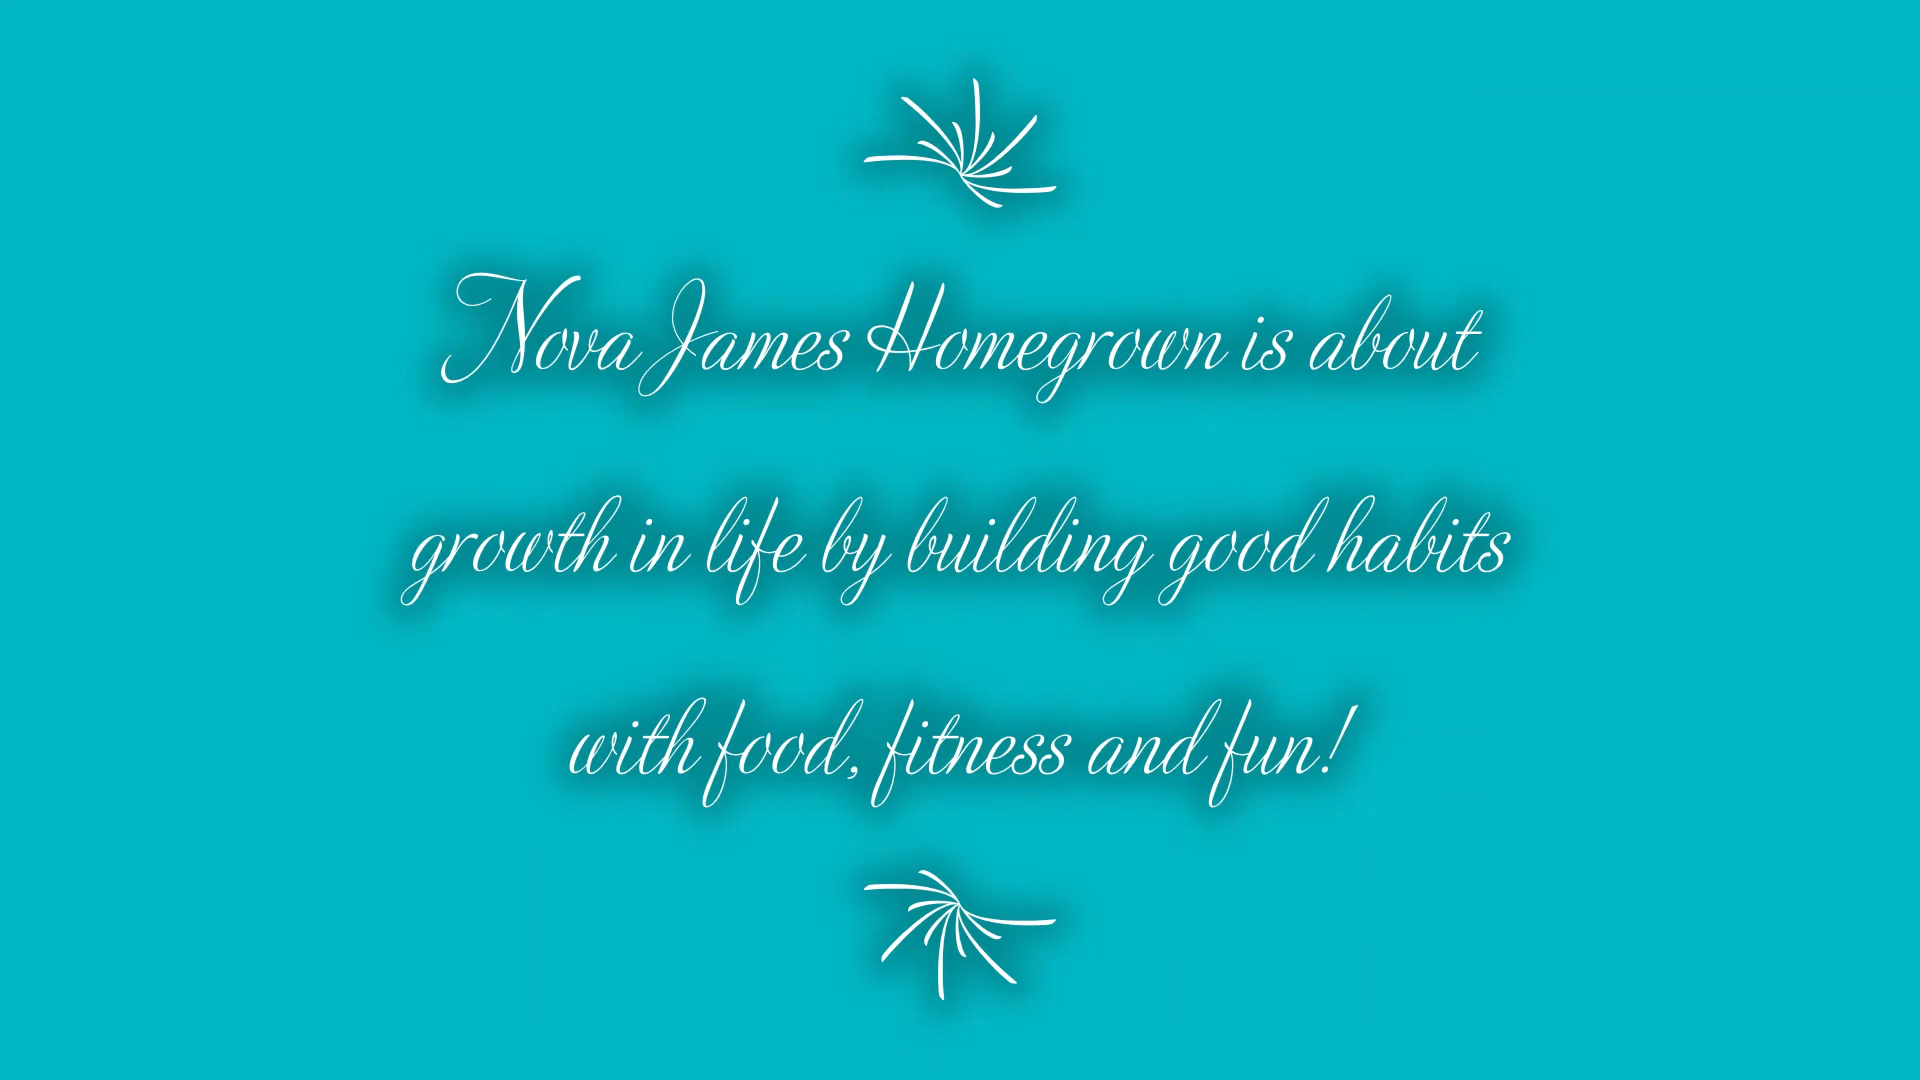 Nova James Homegrown is about
growth in life by building good habits
with food, fitness and fun!